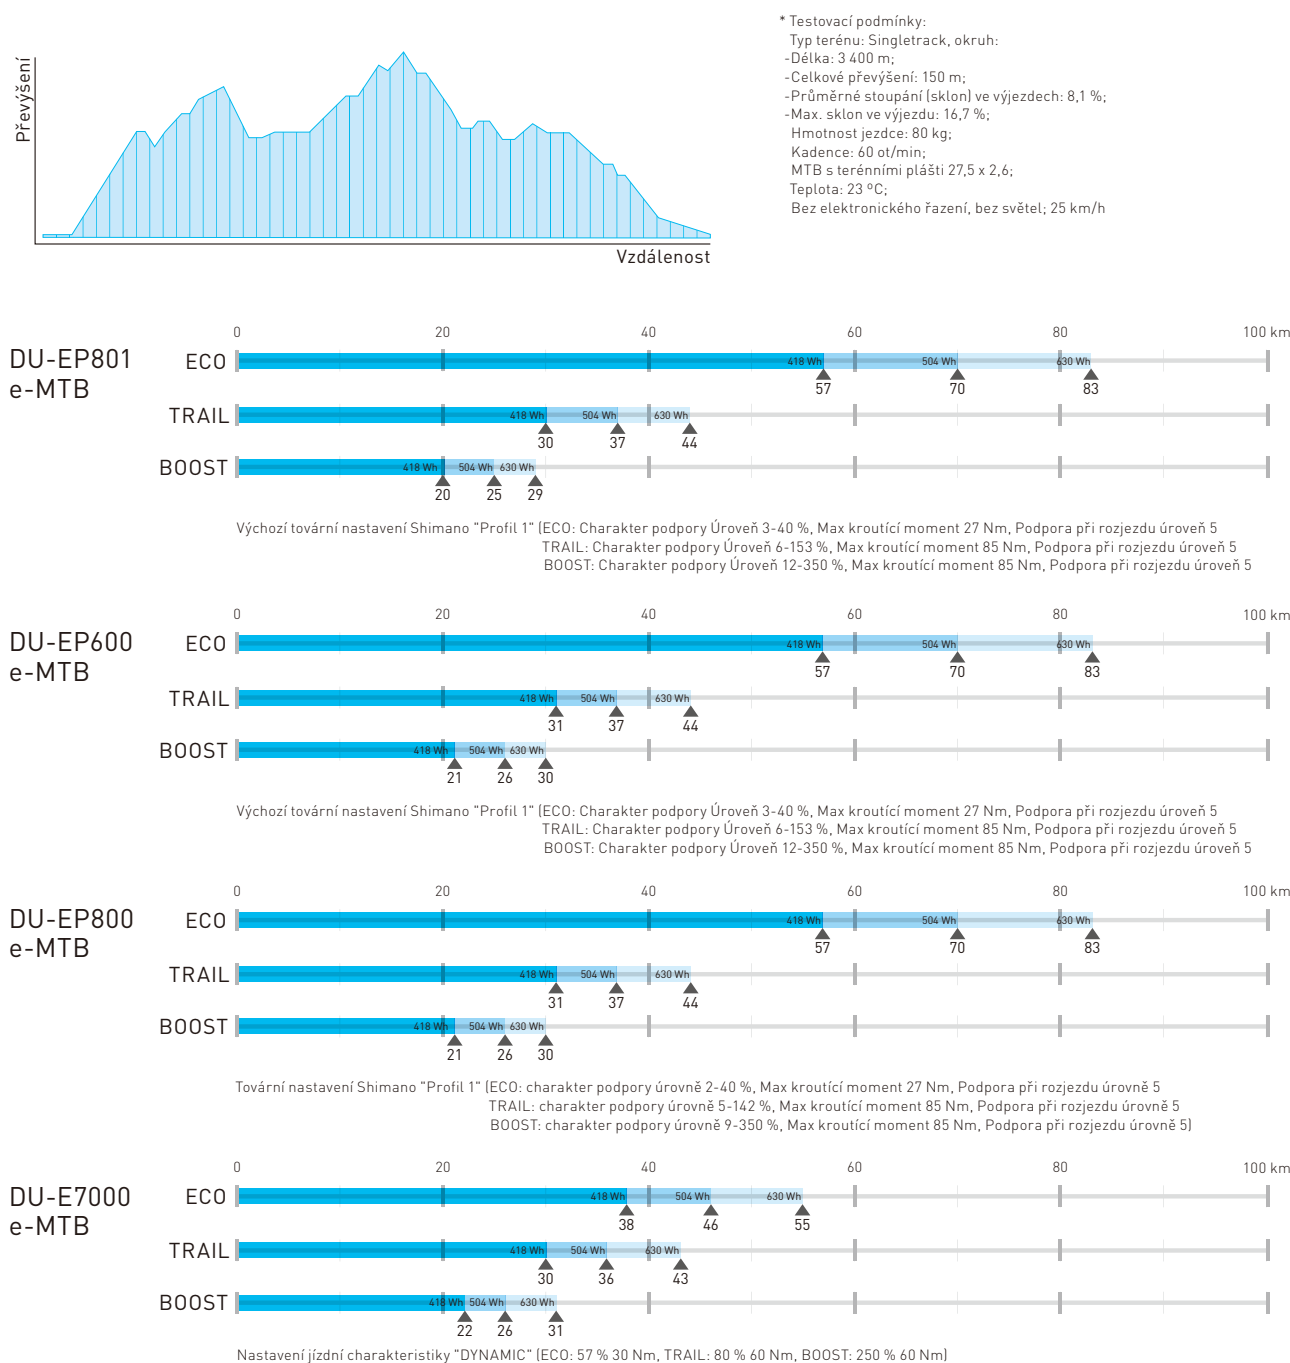 Převýšení
Vzdálenost
* Testovací podmínky:
Typ terénu: Singletrack, okruh:
-Délka: 3 400 m;
-Celkové převýšení: 150 m;
-Průměrné stoupání (sklon) ve výjezdech: 8,1 %;
-Max. sklon ve výjezdu: 16,7 %;
Hmotnost jezdce: 80 kg;
Kadence: 60 ot/min;
MTB s terénními plášti 27,5 x 2,6;
Teplota: 23 ºC;
Bez elektronického řazení, bez světel; 25 km/h
0 20 40 60 80 100 km
DU-EP801
e-MTB
ECO 418 Wh 504 Wh 630 Wh
57 70 83
TRAIL 418 Wh 504 Wh 630 Wh
30 37 44
BOOST 418 Wh 504 Wh 630 Wh
20 25 29
Výchozí tovární nastavení Shimano "Profil 1" (ECO: Charakter podpory Úroveň 3-40 %, Max kroutící moment 27 Nm, Podpora při rozjezdu úroveň 5
TRAIL: Charakter podpory Úroveň 6-153 %, Max kroutící moment 85 Nm, Podpora při rozjezdu úroveň 5
BOOST: Charakter podpory Úroveň 12-350 %, Max kroutící moment 85 Nm, Podpora při rozjezdu úroveň 5
0 20 40 60 80 100 km
DU-EP600
e-MTB
ECO 418 Wh 504 Wh 630 Wh
57 70 83
TRAIL 418 Wh 504 Wh 630 Wh
31 37 44
BOOST 418 Wh 504 Wh 630 Wh
21 26 30
Výchozí tovární nastavení Shimano "Profil 1" (ECO: Charakter podpory Úroveň 3-40 %, Max kroutící moment 27 Nm, Podpora při rozjezdu úroveň 5
TRAIL: Charakter podpory Úroveň 6-153 %, Max kroutící moment 85 Nm, Podpora při rozjezdu úroveň 5
BOOST: Charakter podpory Úroveň 12-350 %, Max kroutící moment 85 Nm, Podpora při rozjezdu úroveň 5
0 20 40 60 80 100 km
DU-EP800
e-MTB
ECO 418 Wh 504 Wh 630 Wh
57 70 83
TRAIL 418 Wh 504 Wh 630 Wh
31 37 44
BOOST 418 Wh 504 Wh 630 Wh
21 26 30
Tovární nastavení Shimano "Profil 1" (ECO: charakter podpory úrovně 2-40 %, Max kroutící moment 27 Nm, Podpora při rozjezdu úrovně 5
TRAIL: charakter podpory úrovně 5-142 %, Max kroutící moment 85 Nm, Podpora při rozjezdu úrovně 5
BOOST: charakter podpory úrovně 9-350 %, Max kroutící moment 85 Nm, Podpora při rozjezdu úrovně 5)
0 20 40 60 80 100 km
DU-E7000
e-MTB
ECO 418 Wh 504 Wh 630 Wh
38 46 55
TRAIL 418 Wh 504 Wh 630 Wh
30 36 43
BOOST 418 Wh 504 Wh 630 Wh
22 26 31
Nastavení jízdní charakteristiky "DYNAMIC" (ECO: 57 % 30 Nm, TRAIL: 80 % 60 Nm, BOOST: 250 % 60 Nm)